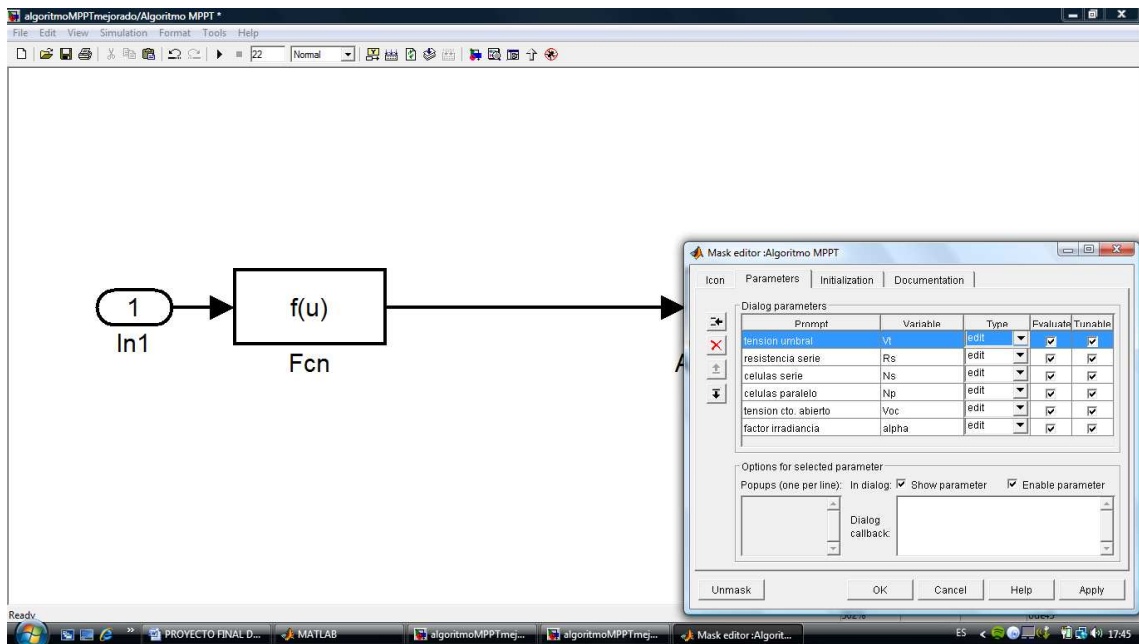 algoritmoMPPTmejorado/Algoritmo MPPT *
File Edit View Simulation Format Tools Help
22 Normal
Mask editor :Algoritmo MPPT
Icon Parameters Initialization Documentation
Dialog parameters
Prompt Variable Type Evaluate Tunable
tension umbral Vt edit
resistencia serie Rs edit
celulas serie Ns edit
celulas paralelo Np edit
tension cto. abierto Voc edit
factor irradiancia alpha edit
Options for selected parameter
Popups (one per line): In dialog: Show parameter Enable parameter
Dialog
callback:
Unmask OK Cancel Help Apply
1
In1
f(u)
Fcn
Ready
PROYECTO FINAL D... MATLAB algoritmoMPPTmej... algoritmoMPPTmej... Mask editor :Algorit... ES 17:45